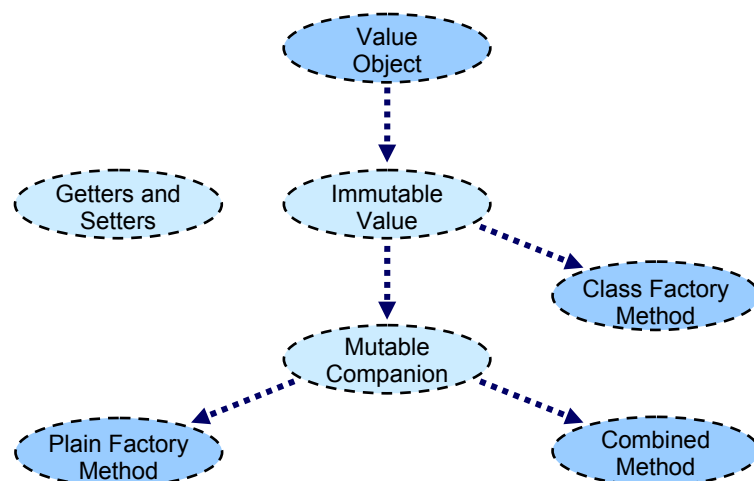 Value
Object
Getters and
Setters
Immutable
Value
Class Factory
Method
Mutable
Companion
Plain Factory
Method
Combined
Method